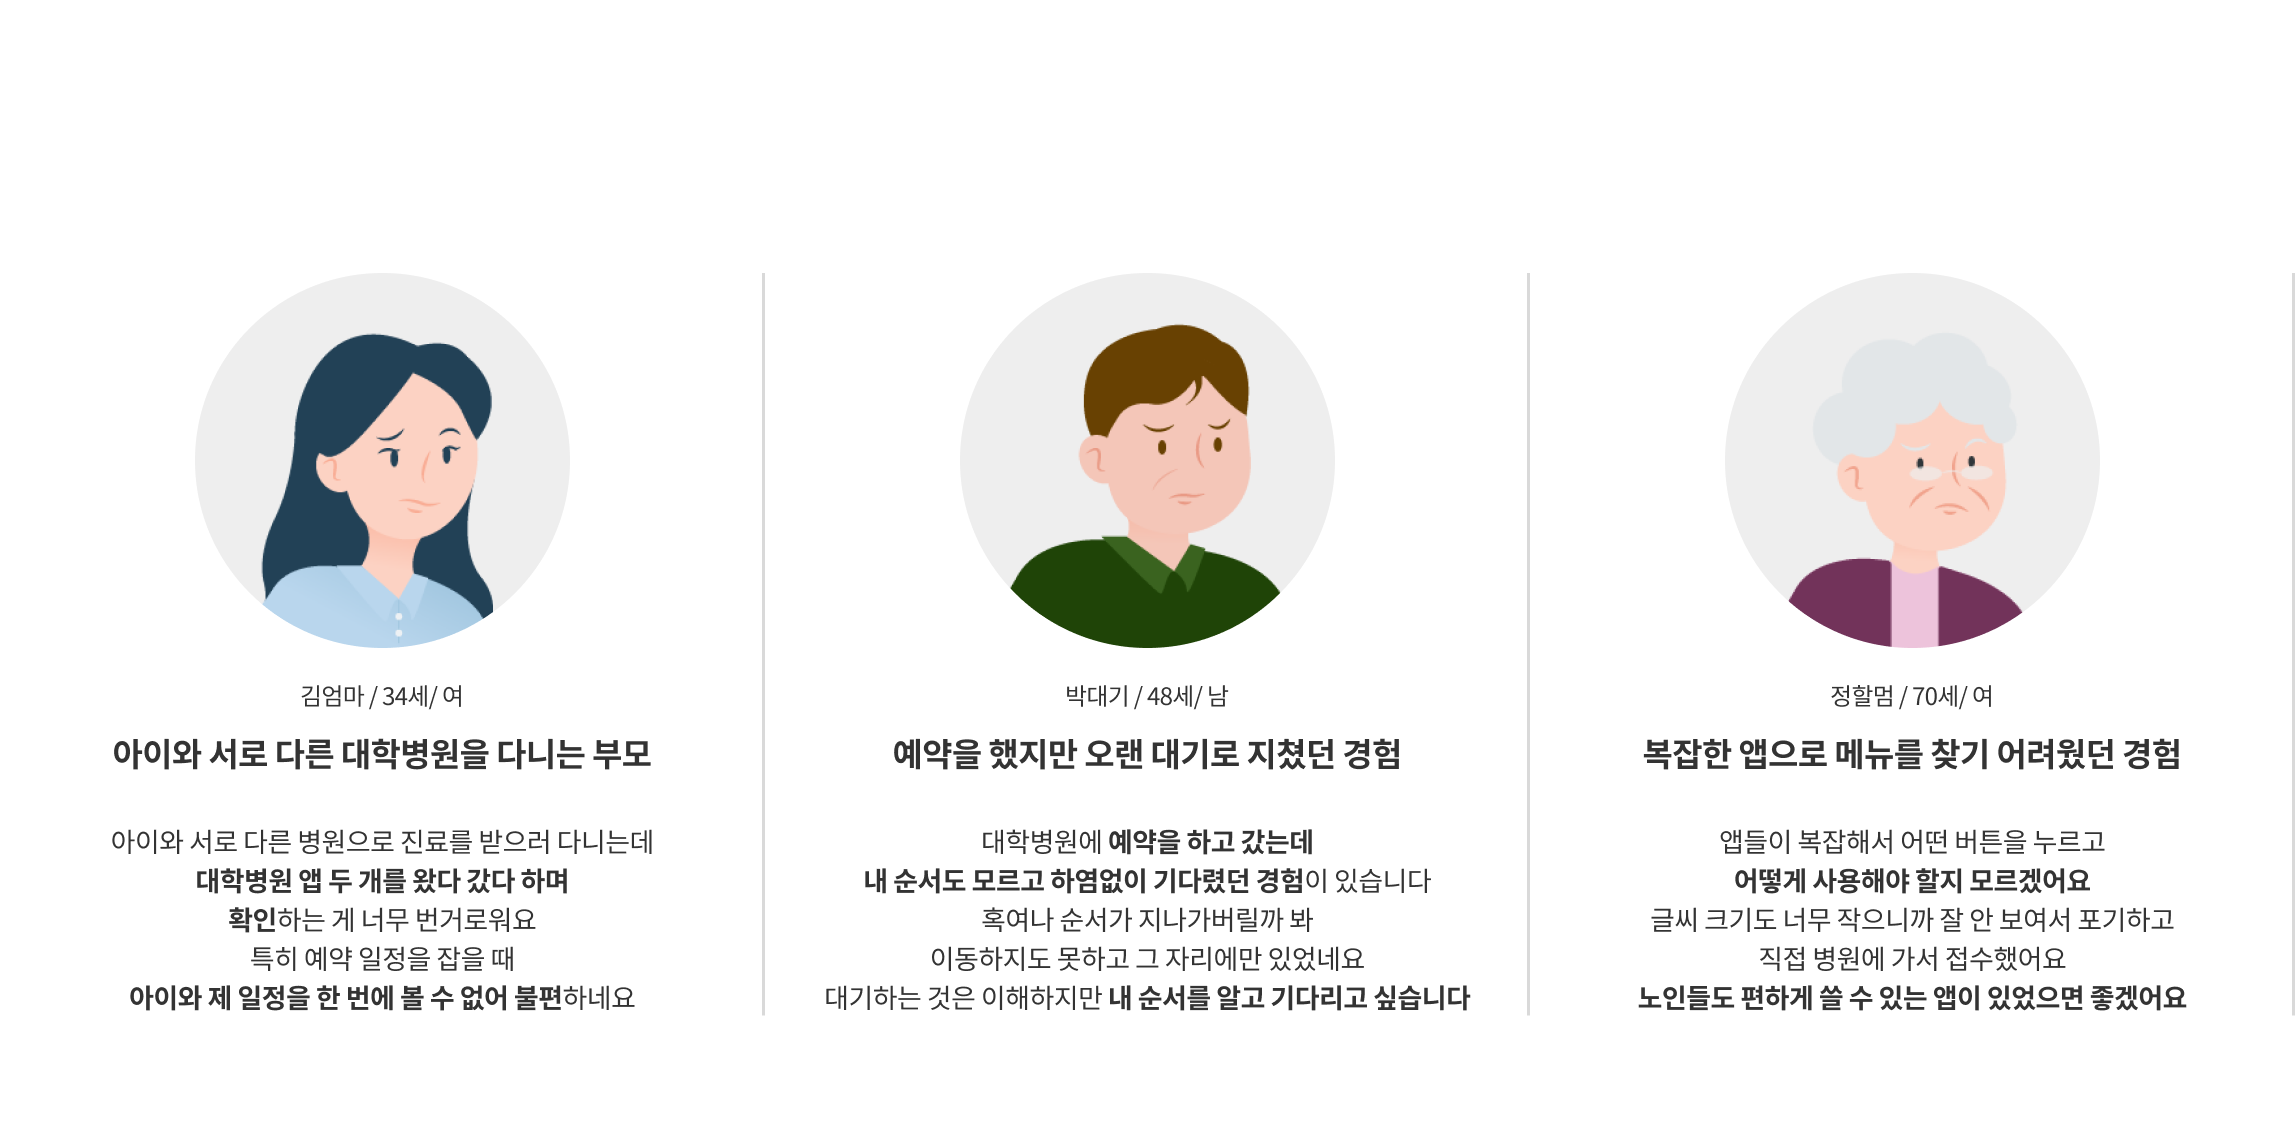 김엄마 / 34세/ 여
아이와 서로 다른 대학병원을 다니는 부모
아이와 서로 다른 병원으로 진료를 받으러 다니는데
대학병원 앱 두 개를 왔다 갔다 하며
확인하는 게 너무 번거로워요
특히 예약 일정을 잡을 때
아이와 제 일정을 한 번에 볼 수 없어 불편하네요
박대기 / 48세/ 남
예약을 했지만 오랜 대기로 지쳤던 경험
대학병원에 예약을 하고 갔는데
내 순서도 모르고 하염없이 기다렸던 경험이 있습니다
혹여나 순서가 지나가버릴까 봐
이동하지도 못하고 그 자리에만 있었네요
대기하는 것은 이해하지만 내 순서를 알고 기다리고 싶습니다
정할멈 / 70세/ 여
복잡한 앱으로 메뉴를 찾기 어려웠던 경험
앱들이 복잡해서 어떤 버튼을 누르고
어떻게 사용해야 할지 모르겠어요
글씨 크기도 너무 작으니까 잘 안 보여서 포기하고
직접 병원에 가서 접수했어요
노인들도 편하게 쓸 수 있는 앱이 있었으면 좋겠어요